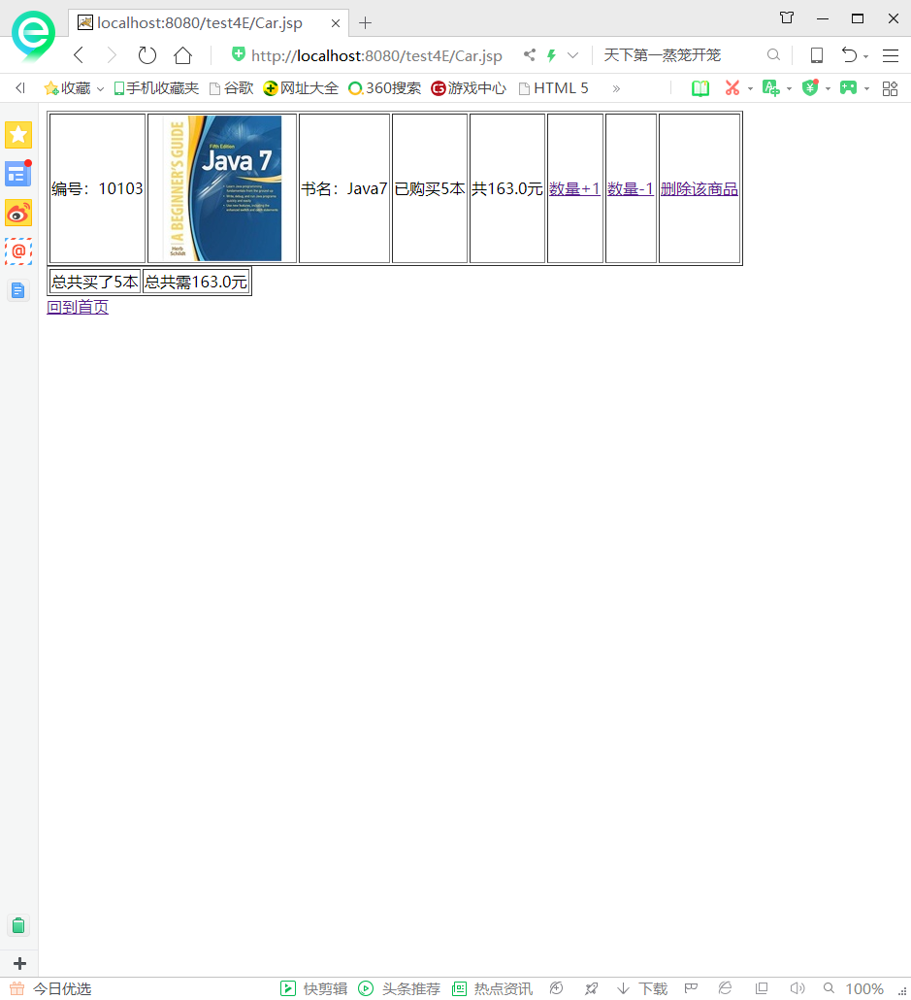 localhost:8080/test4E/Car.jsp
http://localhost:8080/test4E/Car.jsp
天下第一蒸笼开笼
收藏 手机收藏夹 谷歌 网址大全 360搜索 游戏中心 HTML 5 »
编号：10103
A BEGINNER'S GUIDE
Fifth Edition
Java 7
Herb
Schildt
书名：Java7
已购买5本
共163.0元
数量+1
数量-1
删除该商品
总共买了5本 总共需163.0元
回到首页
今日优选 快剪辑 头条推荐 热点资讯 下载 100%